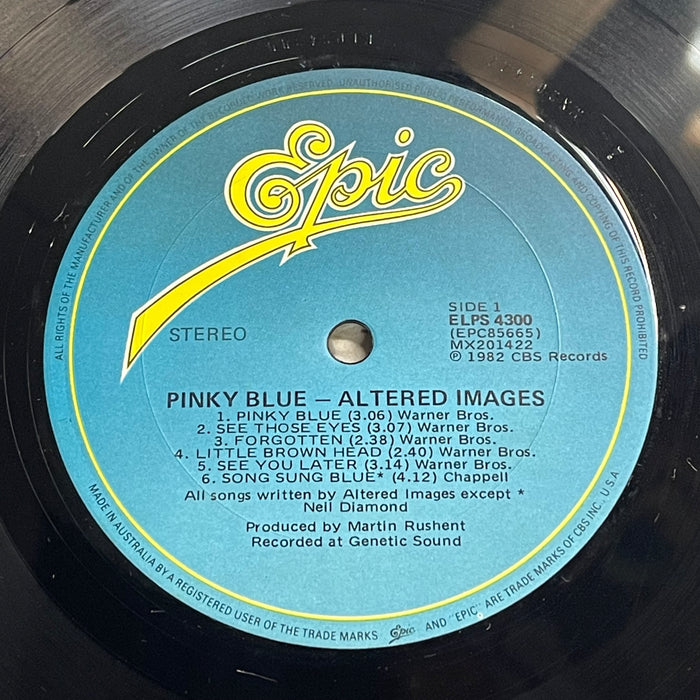 ALL RIGHTS OF THE MANUFACTURER AND OF THE OWNER OF THE RECORDED WORK RESERVED. UNAUTHORISED PUBLIC PERFORMANCE, BROADCASTING AND COPYING OF THIS RECORD PROHIBITED
Epic
STEREO
SIDE 1
ELPS 4300
(EPC85665)
MX201422
℗ 1982 CBS Records
PINKY BLUE – ALTERED IMAGES
1. PINKY BLUE (3.06) Warner Bros.
2. SEE THOSE EYES (3.07) Warner Bros.
3. FORGOTTEN (2.38) Warner Bros.
4. LITTLE BROWN HEAD (2.40) Warner Bros.
5. SEE YOU LATER (3.14) Warner Bros.
6. SONG SUNG BLUE* (4.12) Chappell
All songs written by Altered Images except *
Neil Diamond
Produced by Martin Rushent
Recorded at Genetic Sound
MADE IN AUSTRALIA BY A REGISTERED USER OF THE TRADE MARKS Epic AND "EPIC" ARE TRADE MARKS OF CBS INC. U.S.A